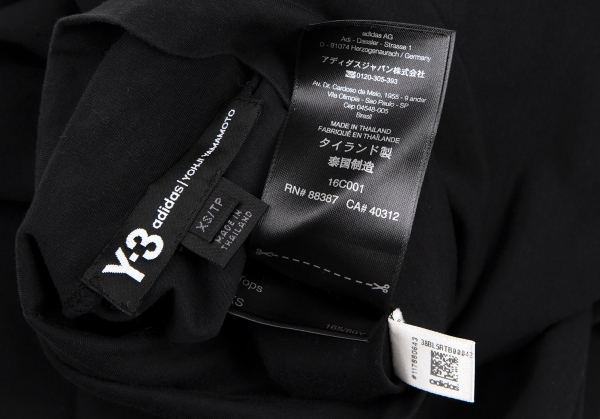 adidas AG
Adi - Dassler - Strasse 1
D - 91074 Herzogenaurach / Germany
アディダスジャパン株式会社
0120-305-393
Av. Dr. Cardoso de Melo, 1955 - 9 andar
Vila Olimpia - Sao Paulo - SP
Cep 04548-005
Brasil
MADE IN THAILAND
FABRIQUÉ EN THAÏLANDE
タイランド製
泰国制造
16C001
RN# 88387 CA# 40312
Y-3 adidas | YOHJI YAMAMOTO
XS/TP
MADE IN
THAILAND
38BL5RTB00042
#117880643
adidas